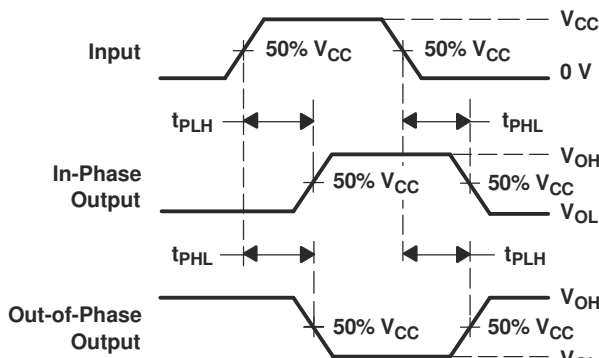 VCC
Input
50% VCC
50% VCC
0 V
tPLH
tPHL
VOH
In-Phase
Output
50% VCC
50% VCC
VOL
tPHL
tPLH
VOH
Out-of-Phase
Output
50% VCC
50% VCC